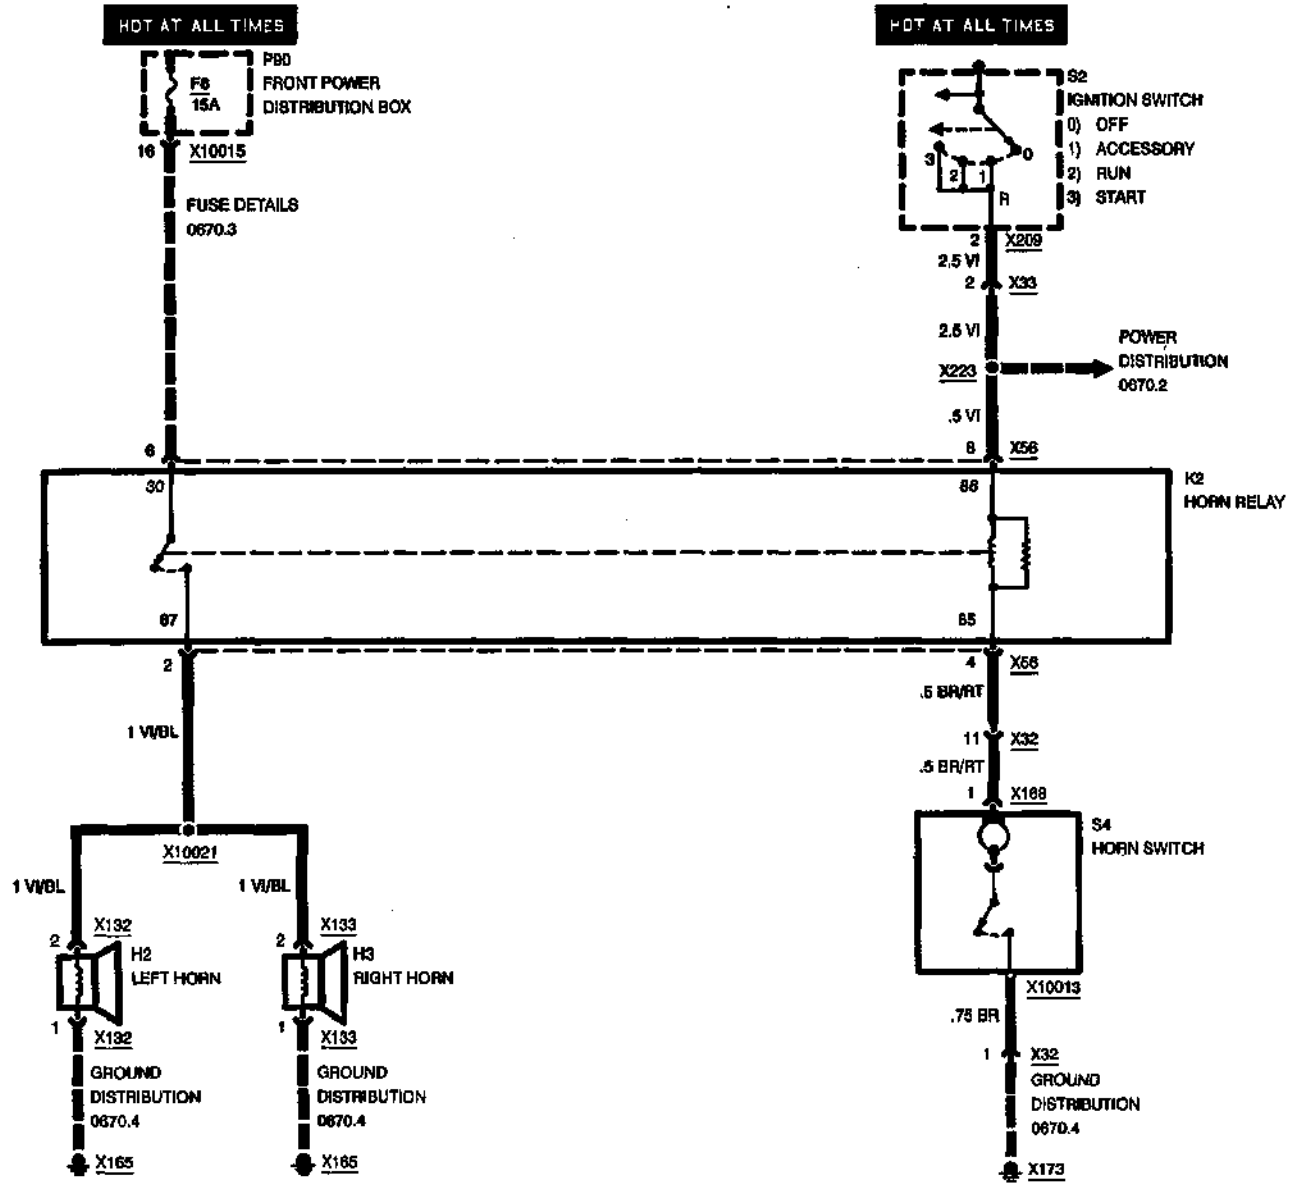 HOT AT ALL TIMES
HOT AT ALL TIMES
P90
FRONT POWER
DISTRIBUTION BOX
F6
15A
16
X10015
FUSE DETAILS
0670.3
S2
IGNITION SWITCH
0) OFF
1) ACCESSORY
2) RUN
3) START
3
2
1
0
R
2
X209
2.5 VI
2
X33
2.5 VI
X223
POWER
DISTRIBUTION
0670.2
.5 VI
6
8
X56
30
86
K2
HORN RELAY
87
85
2
4
X56
.5 BR/RT
1 VI/BL
11
X32
.5 BR/RT
1
X168
S4
HORN SWITCH
X10021
1 VI/BL
1 VI/BL
X132
2
H2
LEFT HORN
1
X132
GROUND
DISTRIBUTION
0670.4
X165
X133
2
H3
RIGHT HORN
1
X133
GROUND
DISTRIBUTION
0670.4
X165
X10013
.75 BR
1
X32
GROUND
DISTRIBUTION
0670.4
X173